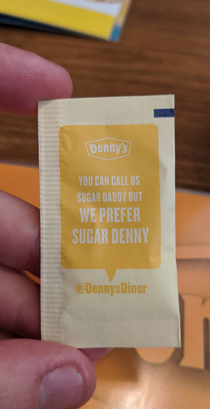 Denny's
YOU CAN CALL US
SUGAR DADDY BUT
WE PREFER
SUGAR DENNY
@DennysDiner